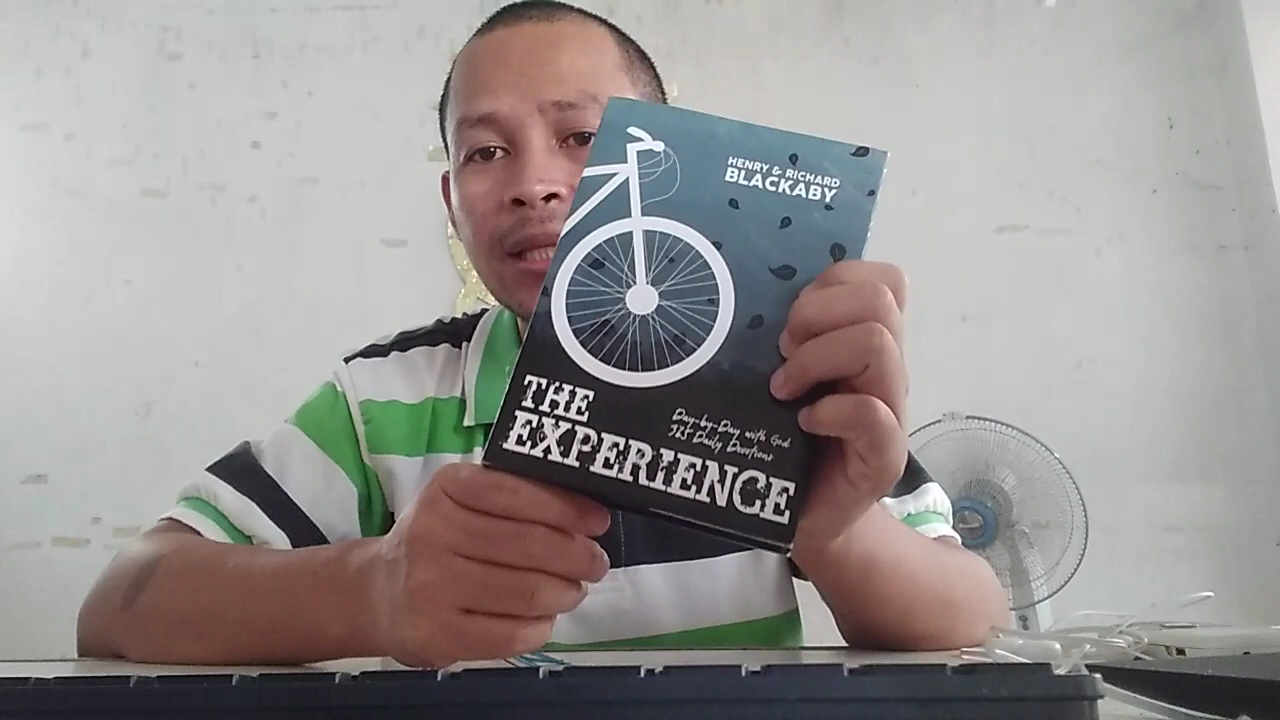 HENRY & RICHARD
BLACKABY
THE
EXPERIENCE
Day-by-Day with God
365 Daily Devotions